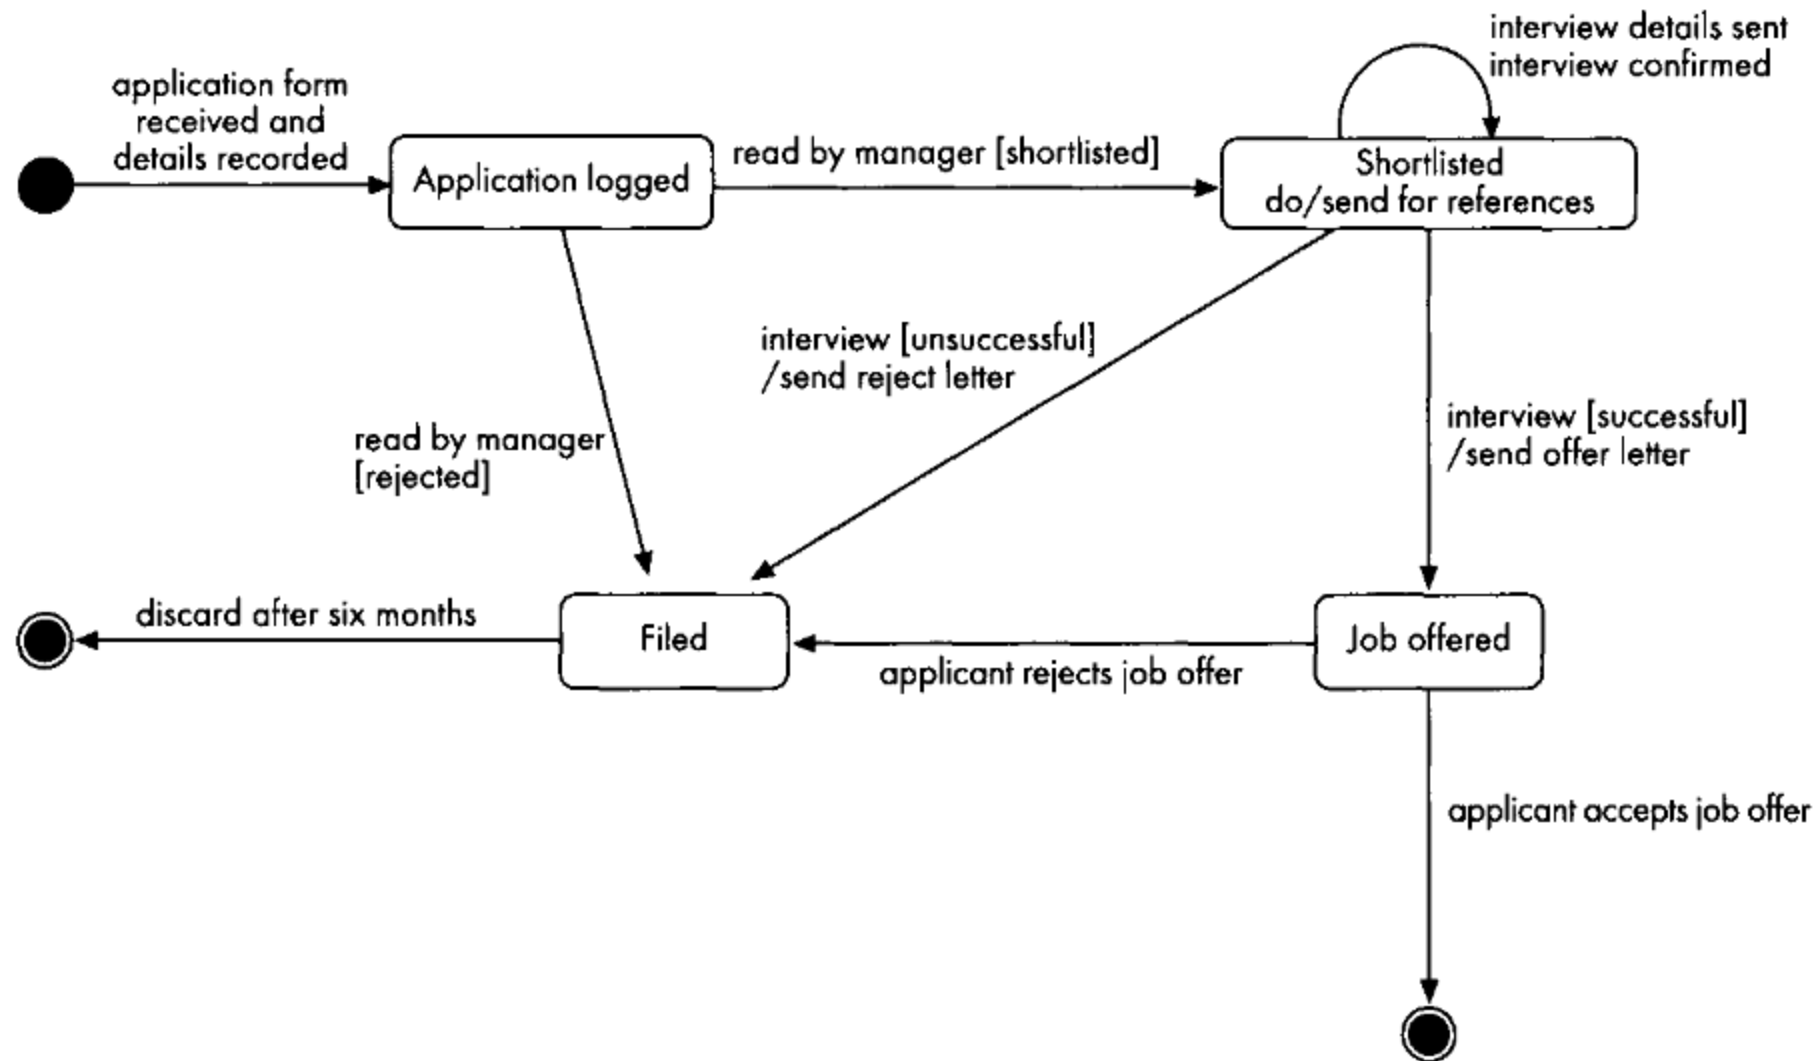 interview details sent
interview confirmed
application form
received and
details recorded
Application logged
read by manager [shortlisted]
Shortlisted
do/send for references
interview [unsuccessful]
/send reject letter
interview [successful]
/send offer letter
read by manager
[rejected]
discard after six months
Filed
applicant rejects job offer
Job offered
applicant accepts job offer